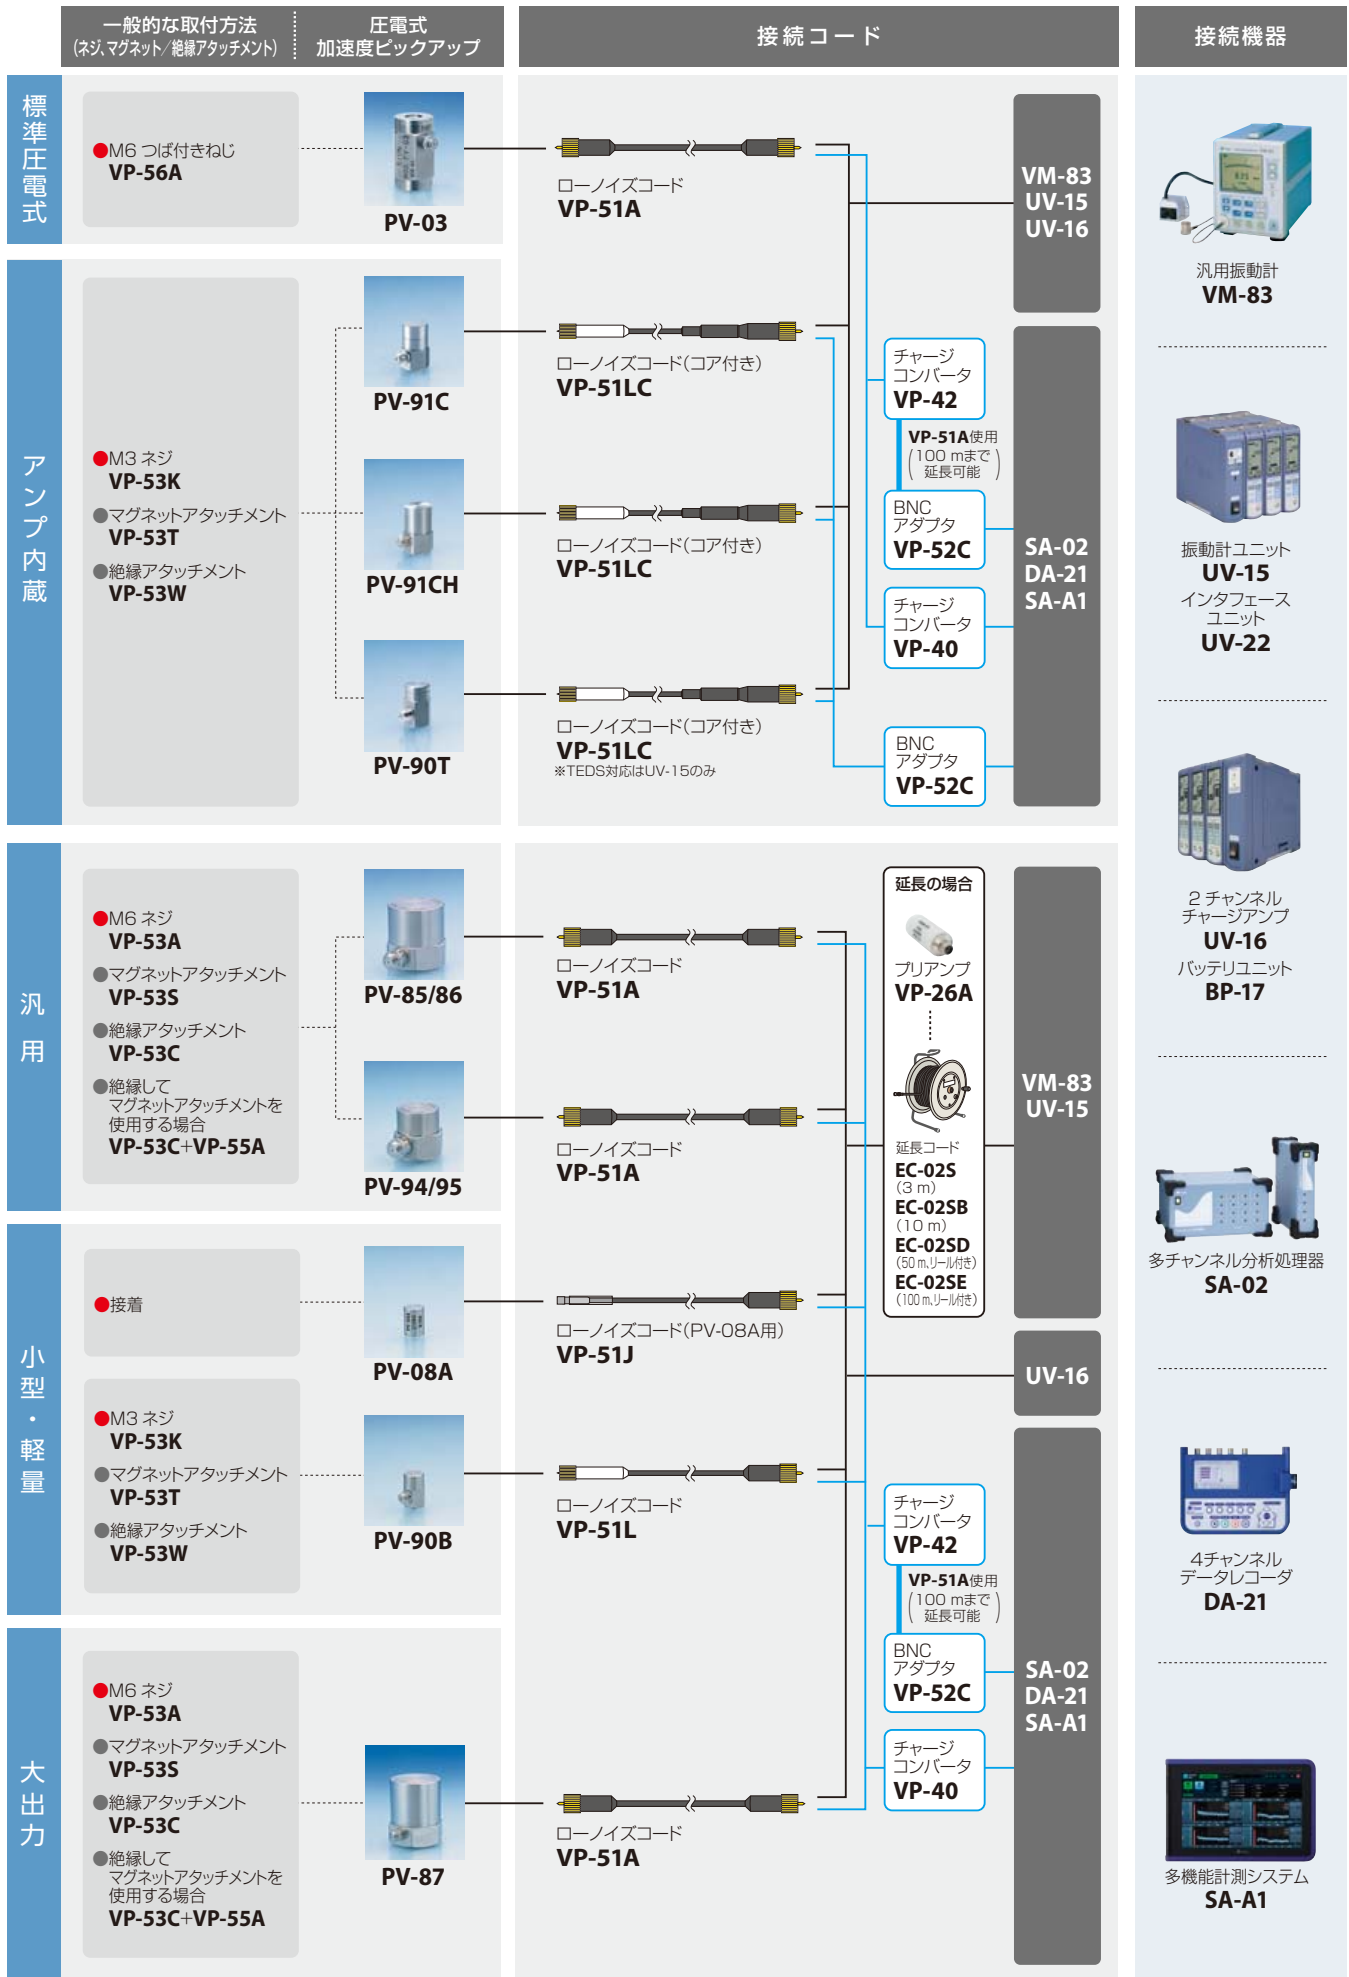 一般的な取付方法
(ネジ、マグネット／絶縁アタッチメント)
圧電式
加速度ピックアップ
接続コード
接続機器
標準圧電式
●M6 つば付きねじ
VP-56A
PV-03
ローノイズコード
VP-51A
VM-83
UV-15
UV-16
アンプ内蔵
●M3 ネジ
VP-53K
●マグネットアタッチメント
VP-53T
●絶縁アタッチメント
VP-53W
PV-91C
ローノイズコード(コア付き)
VP-51LC
PV-91CH
ローノイズコード(コア付き)
VP-51LC
PV-90T
ローノイズコード(コア付き)
VP-51LC
※TEDS対応はUV-15のみ
チャージ
コンバータ
VP-42
VP-51A使用
(100 mまで
延長可能)
BNC
アダプタ
VP-52C
チャージ
コンバータ
VP-40
BNC
アダプタ
VP-52C
SA-02
DA-21
SA-A1
汎用
●M6 ネジ
VP-53A
●マグネットアタッチメント
VP-53S
●絶縁アタッチメント
VP-53C
●絶縁して
マグネットアタッチメントを
使用する場合
VP-53C+VP-55A
PV-85/86
ローノイズコード
VP-51A
PV-94/95
ローノイズコード
VP-51A
延長の場合
プリアンプ
VP-26A
延長コード
EC-02S
(3 m)
EC-02SB
(10 m)
EC-02SD
(50 m、リール付き)
EC-02SE
(100 m、リール付き)
VM-83
UV-15
小型・軽量
●接着
PV-08A
ローノイズコード(PV-08A用)
VP-51J
UV-16
●M3 ネジ
VP-53K
●マグネットアタッチメント
VP-53T
●絶縁アタッチメント
VP-53W
PV-90B
ローノイズコード
VP-51L
チャージ
コンバータ
VP-42
VP-51A使用
(100 mまで
延長可能)
BNC
アダプタ
VP-52C
チャージ
コンバータ
VP-40
SA-02
DA-21
SA-A1
大出力
●M6 ネジ
VP-53A
●マグネットアタッチメント
VP-53S
●絶縁アタッチメント
VP-53C
●絶縁して
マグネットアタッチメントを
使用する場合
VP-53C+VP-55A
PV-87
ローノイズコード
VP-51A
汎用振動計
VM-83
振動計ユニット
UV-15
インタフェース
ユニット
UV-22
2 チャンネル
チャージアンプ
UV-16
バッテリユニット
BP-17
多チャンネル分析処理器
SA-02
4チャンネル
データレコーダ
DA-21
多機能計測システム
SA-A1